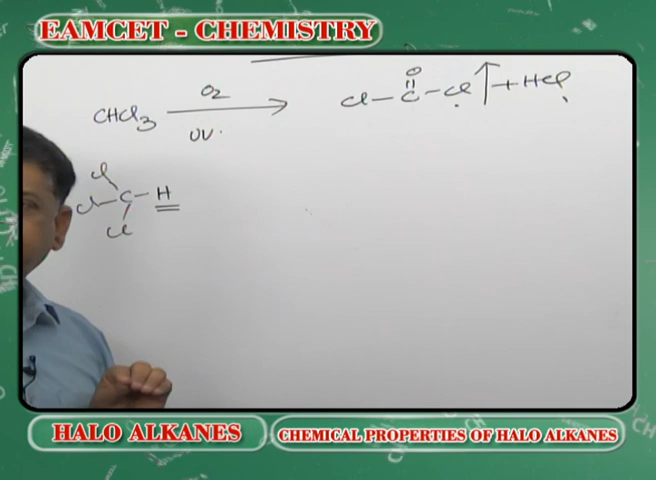 EAMCET - CHEMISTRY
CHCl3 O2 UV. Cl - C - Cl ↑ + HCl
O
Cl
Cl - C - H
Cl
HALO ALKANES
CHEMICAL PROPERTIES OF HALO ALKANES